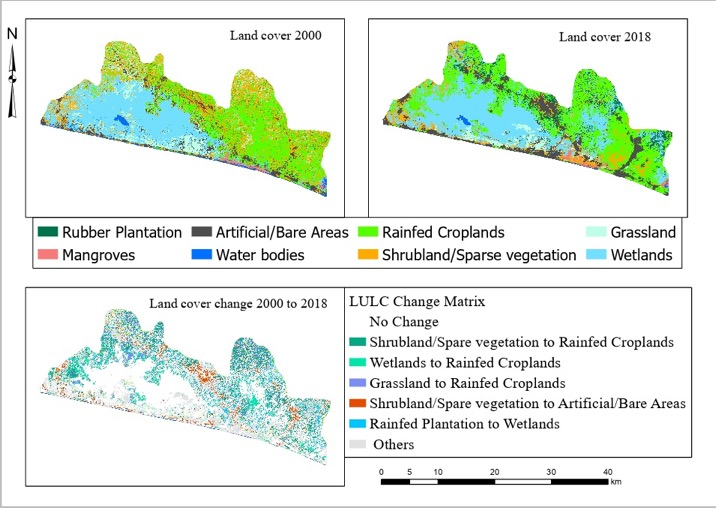 N
Land cover 2000
Land cover 2018
Rubber Plantation
Artificial/Bare Areas
Rainfed Croplands
Grassland
Mangroves
Water bodies
Shrubland/Sparse vegetation
Wetlands
Land cover change 2000 to 2018
LULC Change Matrix
No Change
Shrubland/Spare vegetation to Rainfed Croplands
Wetlands to Rainfed Croplands
Grassland to Rainfed Croplands
Shrubland/Spare vegetation to Artificial/Bare Areas
Rainfed Plantation to Wetlands
Others
0 5 10 20 30 40
km